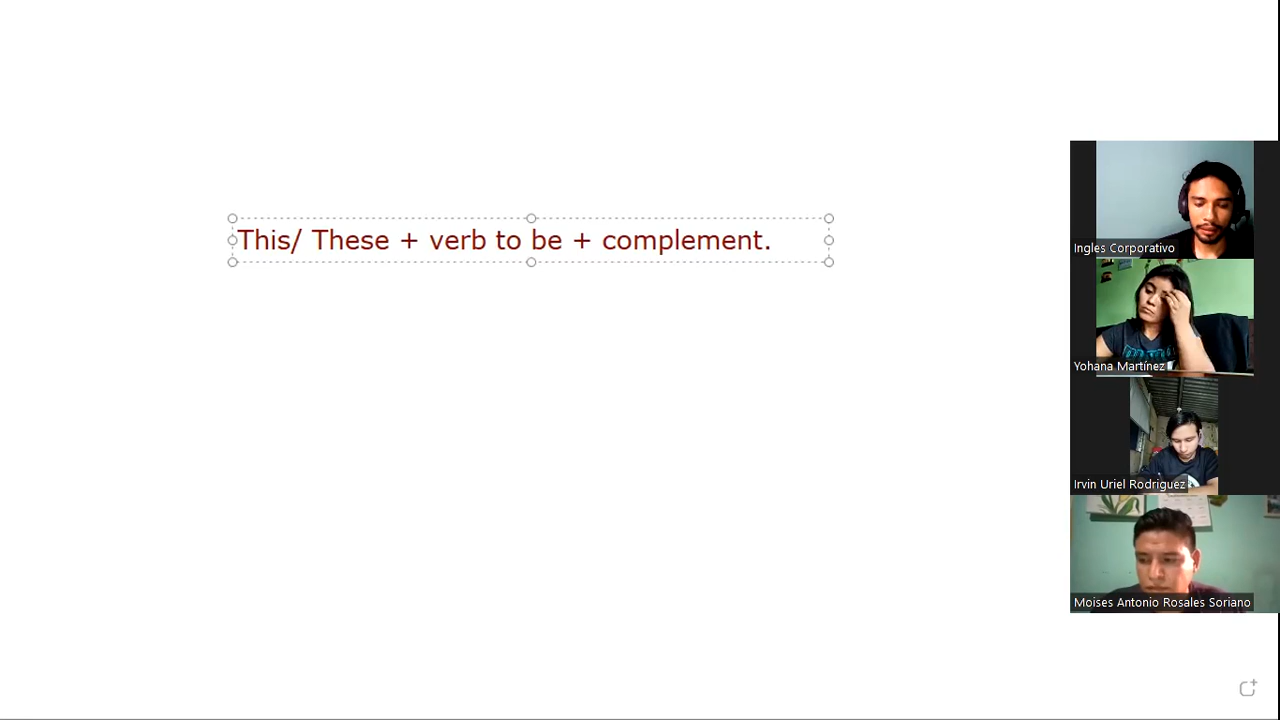 This/ These + verb to be + complement.
Ingles Corporativo
Yohana Martínez
Irvin Uriel Rodriguez
Moises Antonio Rosales Soriano